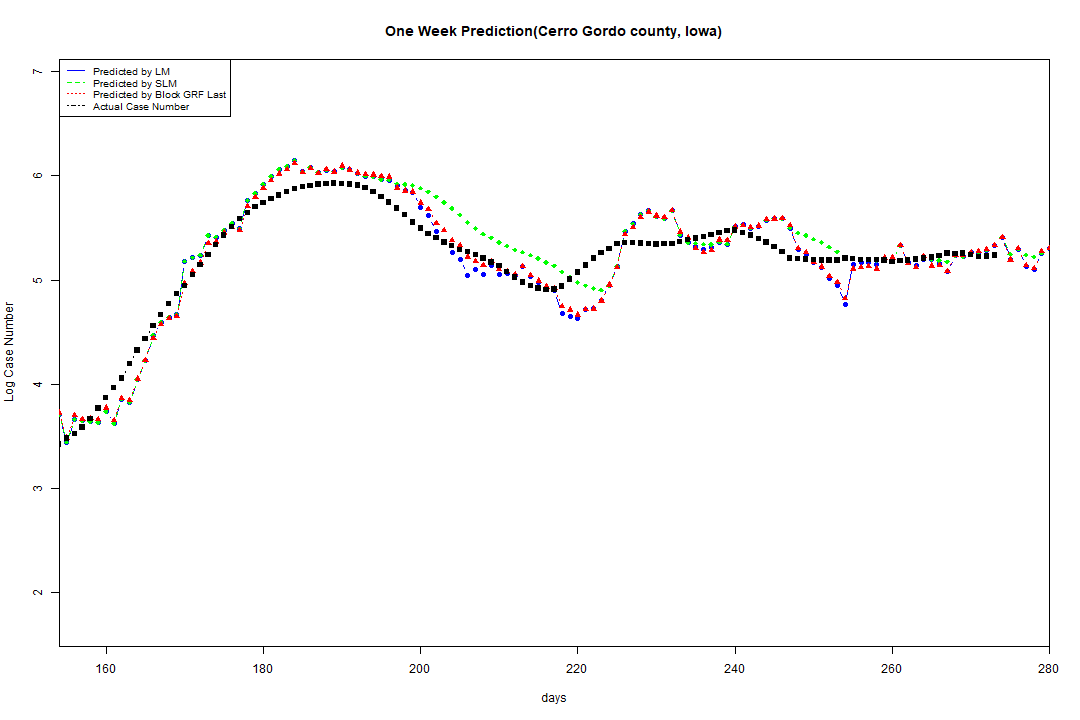 One Week Prediction(Cerro Gordo county, Iowa)
Predicted by LM
Predicted by SLM
Predicted by Block GRF Last
Actual Case Number
7
6
5
4
3
2
Log Case Number
160 180 200 220 240 260 280
days